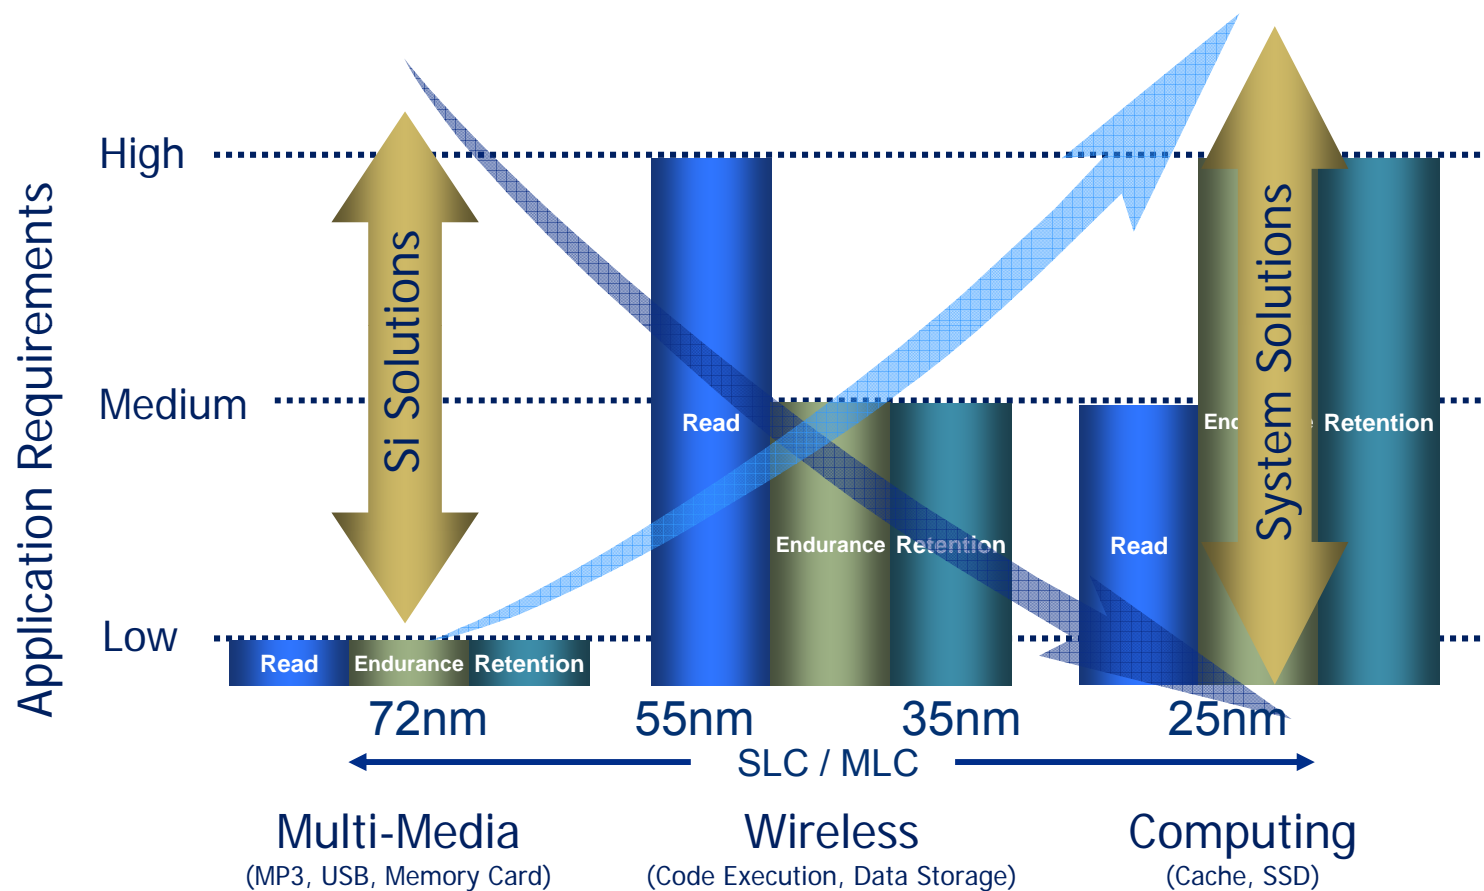 Application Requirements
High
Medium
Low
Si Solutions
System Solutions
Read
Endurance
Retention
Read
Endurance
Retention
Read
Retention
72nm
55nm
35nm
25nm
SLC / MLC
Multi-Media
(MP3, USB, Memory Card)
Wireless
(Code Execution, Data Storage)
Computing
(Cache, SSD)